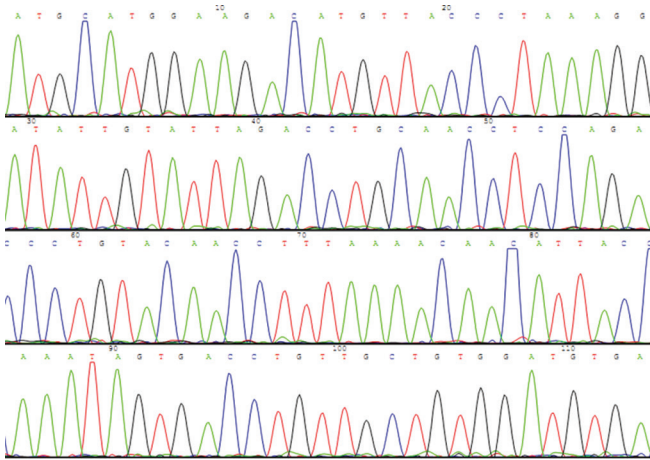 10 20
A T G C A T G G A A G A C A T G T T A C C C T A A A G G
30 40 50
A T A T T G T A T T A G A C C T G C A A C C T C C A G A
60 70 80
C C C T G T A C A A C C T T T A A A A C A A C A T T A C C
90 100 110
A A A T A G T G A C C T G T T G C T G T G G A T G T G A